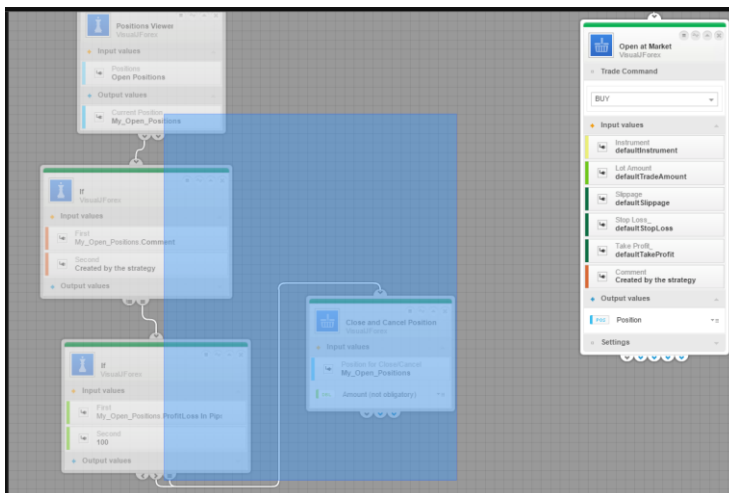 Positions Viewer
VisualJForex
Input values
Positions
Open Positions
Output values
Current Position
My_Open_Positions
If
VisualJForex
Input values
First
My_Open_Positions.Comment
Second
Created by the strategy
Output values
If
VisualJForex
Input values
First
My_Open_Positions.ProfitLoss In Pip
Second
100
Output values
Close and Cancel Position
VisualJForex
Input values
Position for Close/Cancel
My_Open_Positions
Amount (not obligatory)
Open at Market
VisualJForex
Trade Command
BUY
Input values
Instrument
defaultInstrument
Lot Amount
defaultTradeAmount
Slippage
defaultSlippage
Stop Loss_
defaultStopLoss
Take Profit_
defaultTakeProfit
Comment
Created by the strategy
Output values
Position
Settings